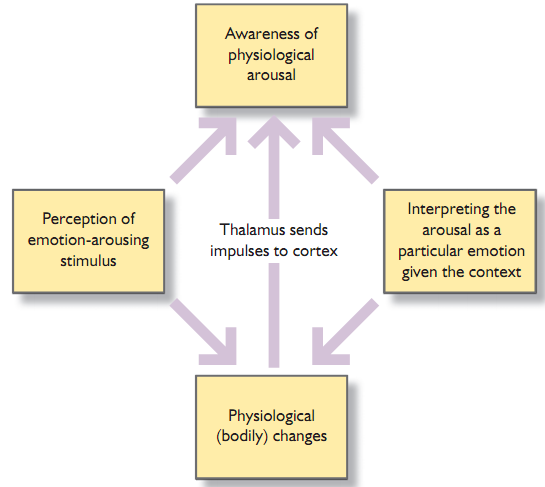 Awareness of
physiological
arousal
Perception of
emotion-arousing
stimulus
Thalamus sends
impulses to cortex
Interpreting the
arousal as a
particular emotion
given the context
Physiological
(bodily) changes